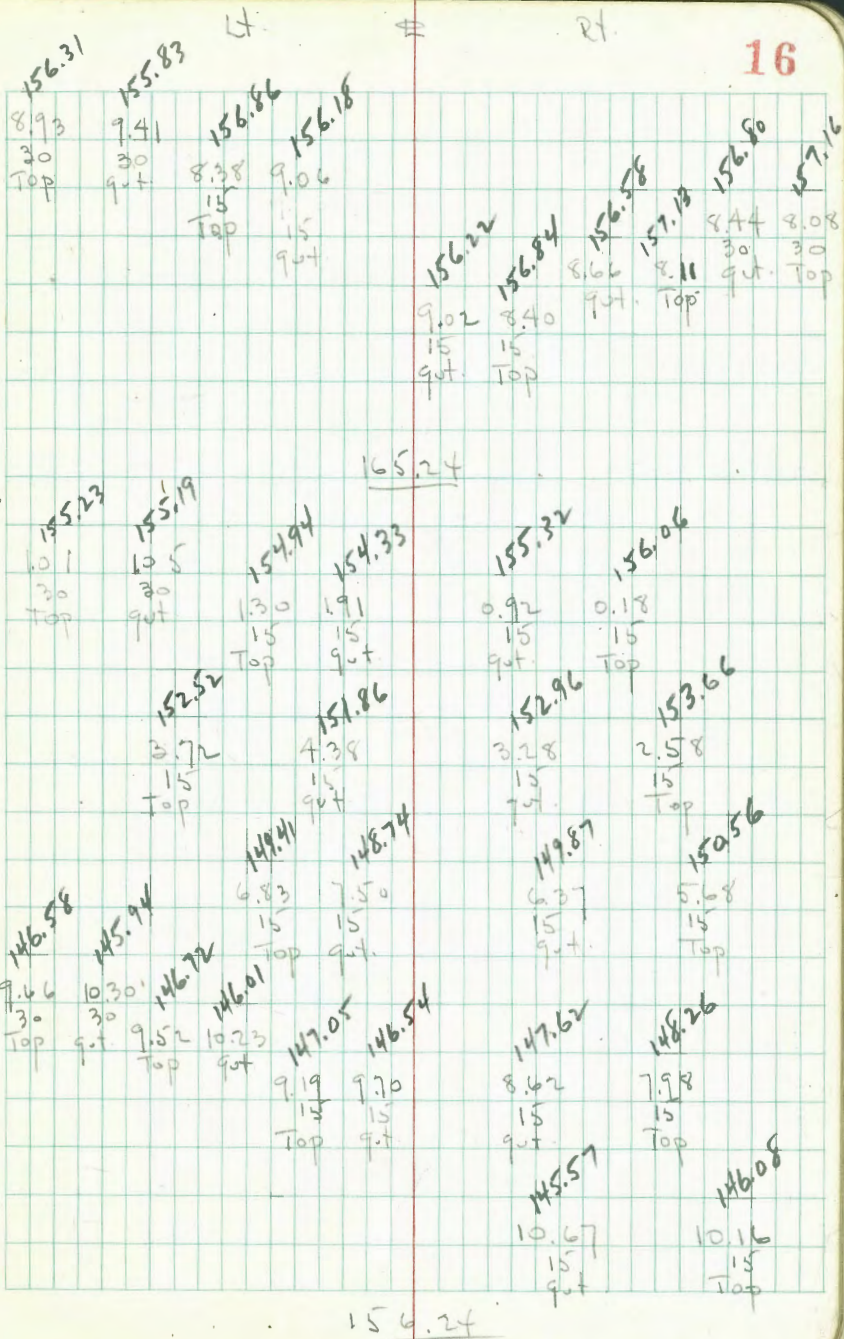 Lt. ⅊ Rt.
16
156.31 155.83 156.86 156.18
8.93 9.41 8.38 9.06
30 30 15 15
Top gut Top gut
156.22 156.84 156.58 157.13 156.80 157.16
9.02 8.40 8.66 8.11 8.44 8.08
15 15 30 30
gut. Top gut. Top gut. Top
165.24
155.23 155.19 154.94 154.33 155.32 156.06
1.01 1.05 1.30 1.91 0.92 0.18
30 30 15 15 15 15
Top gut Top gut gut. Top
152.52 151.86 152.96 153.66
3.72 4.38 3.28 2.58
15 15 15 15
Top gut gut. Top
149.41 148.74 149.87 150.56
6.83 7.50 6.37 5.68
15 15 15 15
Top gut. gut. Top
146.58 145.94 146.72 146.01
9.66 10.30 9.52 10.23
30 30
Top gut Top gut
147.05 146.54 147.62 148.26
9.19 9.70 8.62 7.98
15 15 15 15
Top gut gut Top
145.57 146.08
10.67 10.16
15 15
gut Top
156.24